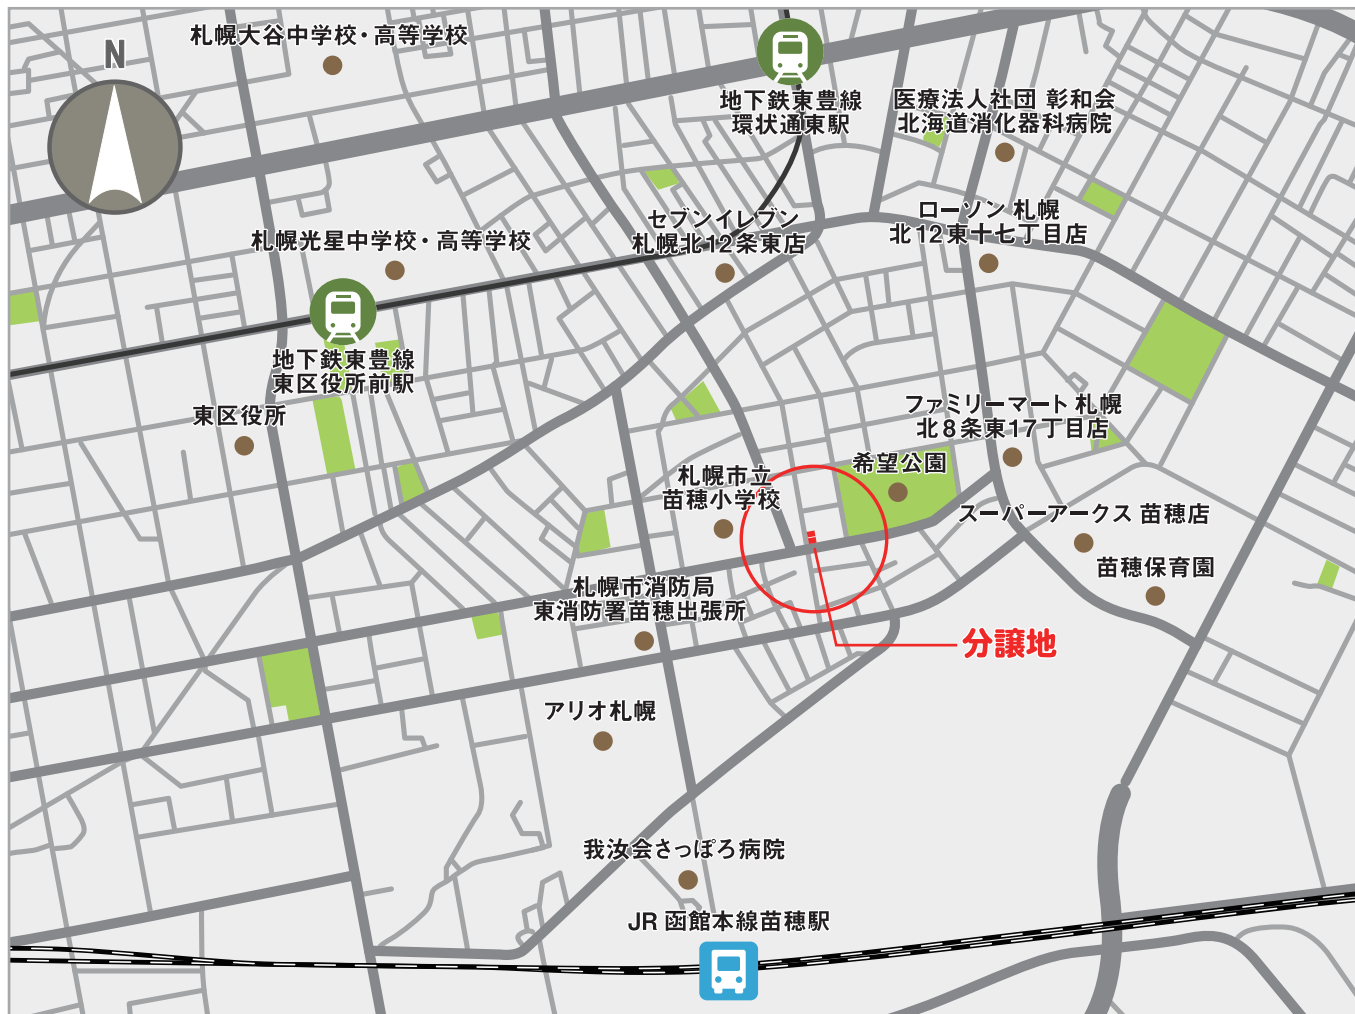 札幌大谷中学校・高等学校
N
地下鉄東豊線
環状通東駅
医療法人社団 彰和会
北海道消化器科病院
セブンイレブン
札幌北12条東店
ローソン 札幌
北12東十七丁目店
札幌光星中学校・高等学校
地下鉄東豊線
東区役所前駅
東区役所
ファミリーマート 札幌
北8条東17丁目店
希望公園
札幌市立
苗穂小学校
スーパーアークス 苗穂店
苗穂保育園
札幌市消防局
東消防署苗穂出張所
分譲地
アリオ札幌
我汝会さっぽろ病院
JR 函館本線苗穂駅